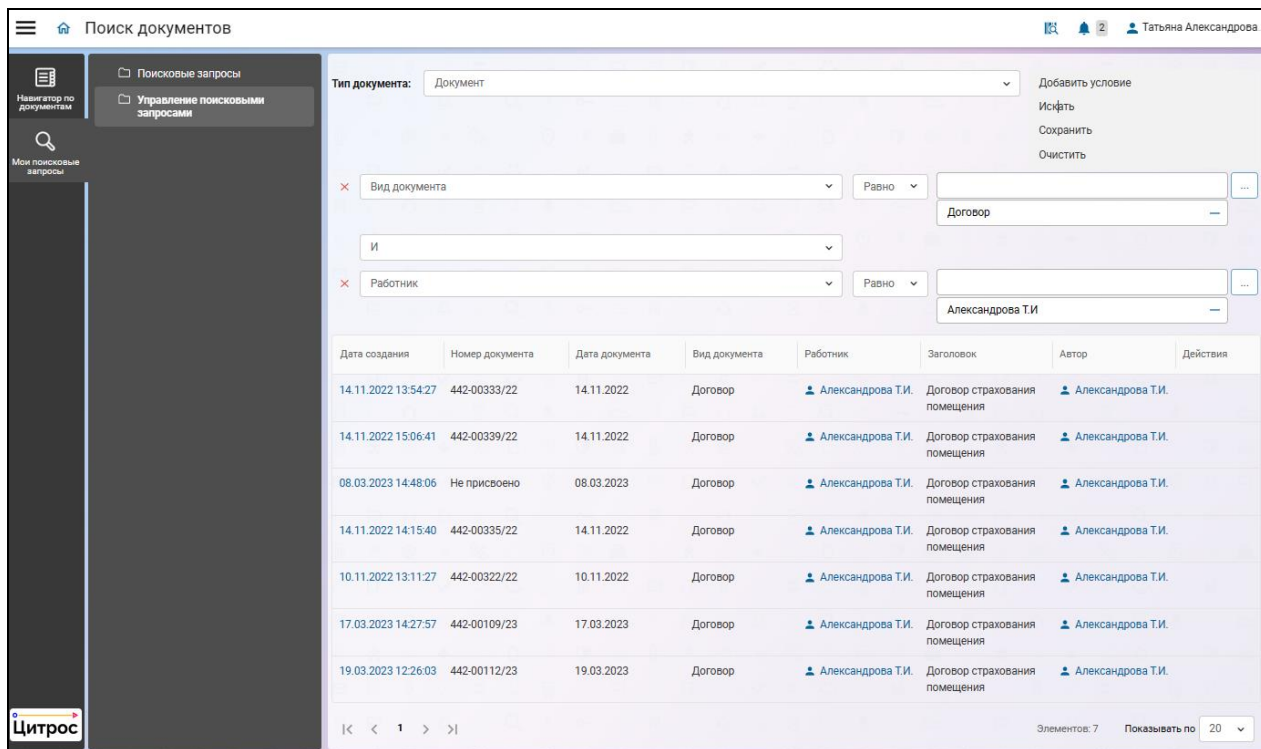 Поиск документов
2
Татьяна Александрова
Навигатор по
документам
Мои поисковые
запросы
Поисковые запросы
Управление поисковыми
запросами
Тип документа: Документ
Добавить условие
Искать
Сохранить
Очистить
Вид документа Равно ...
Договор
И
Работник Равно ...
Александрова Т.И
Дата создания Номер документа Дата документа Вид документа Работник Заголовок Автор Действия
14.11.2022 13:54:27 442-00333/22 14.11.2022 Договор Александрова Т.И. Договор страхования Александрова Т.И.
помещения
14.11.2022 15:06:41 442-00339/22 14.11.2022 Договор Александрова Т.И. Договор страхования Александрова Т.И.
помещения
08.03.2023 14:48:06 Не присвоено 08.03.2023 Договор Александрова Т.И. Договор страхования Александрова Т.И.
помещения
14.11.2022 14:15:40 442-00335/22 14.11.2022 Договор Александрова Т.И. Договор страхования Александрова Т.И.
помещения
10.11.2022 13:11:27 442-00322/22 10.11.2022 Договор Александрова Т.И. Договор страхования Александрова Т.И.
помещения
17.03.2023 14:27:57 442-00109/23 17.03.2023 Договор Александрова Т.И. Договор страхования Александрова Т.И.
помещения
19.03.2023 12:26:03 442-00112/23 19.03.2023 Договор Александрова Т.И. Договор страхования Александрова Т.И.
помещения
Цитрос
1
Элементов: 7 Показывать по 20